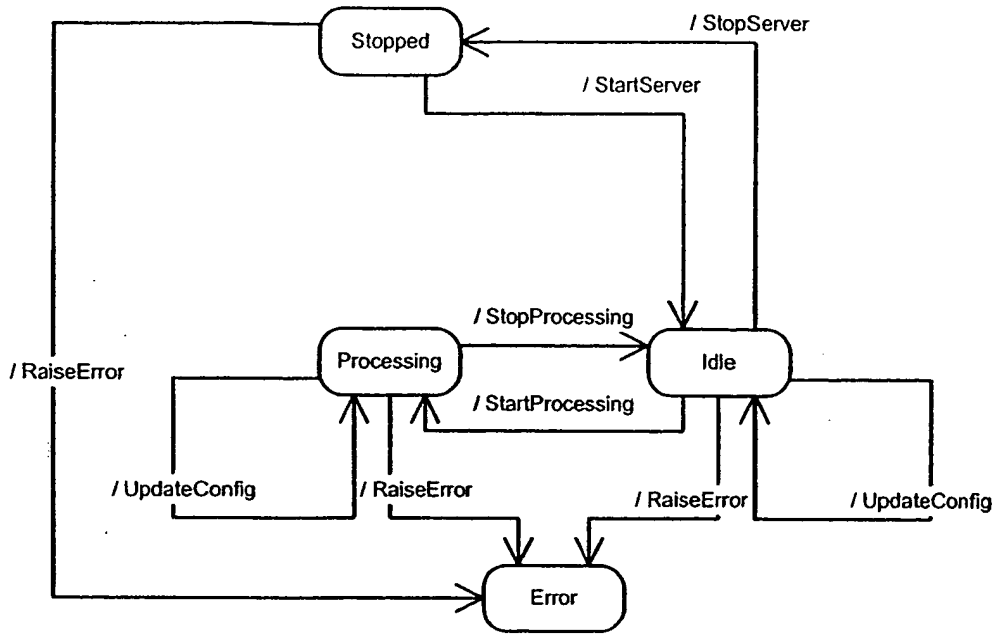 / StopServer
Stopped
/ StartServer
/ StopProcessing
Processing
Idle
/ RaiseError
/ StartProcessing
/ UpdateConfig
/ RaiseError
/ RaiseError
/ UpdateConfig
Error